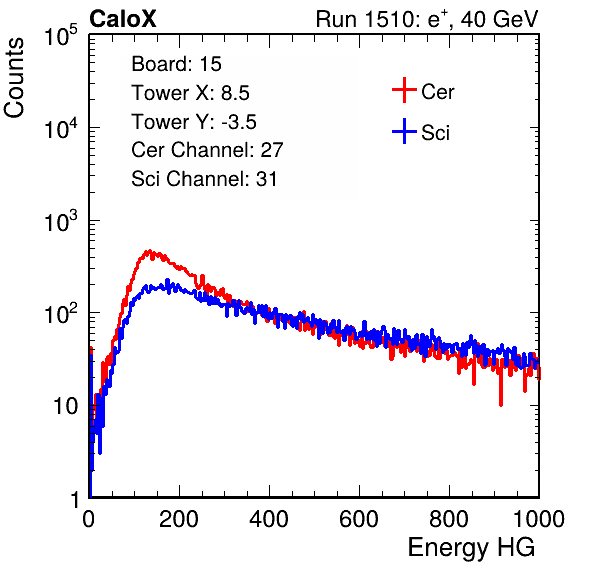 CaloX Run 1510: e⁺, 40 GeV
Counts
Board: 15
Tower X: 8.5
Tower Y: -3.5
Cer Channel: 27
Sci Channel: 31
Cer
Sci
10⁵
10⁴
10³
10²
10
1
0 200 400 600 800 1000
Energy HG